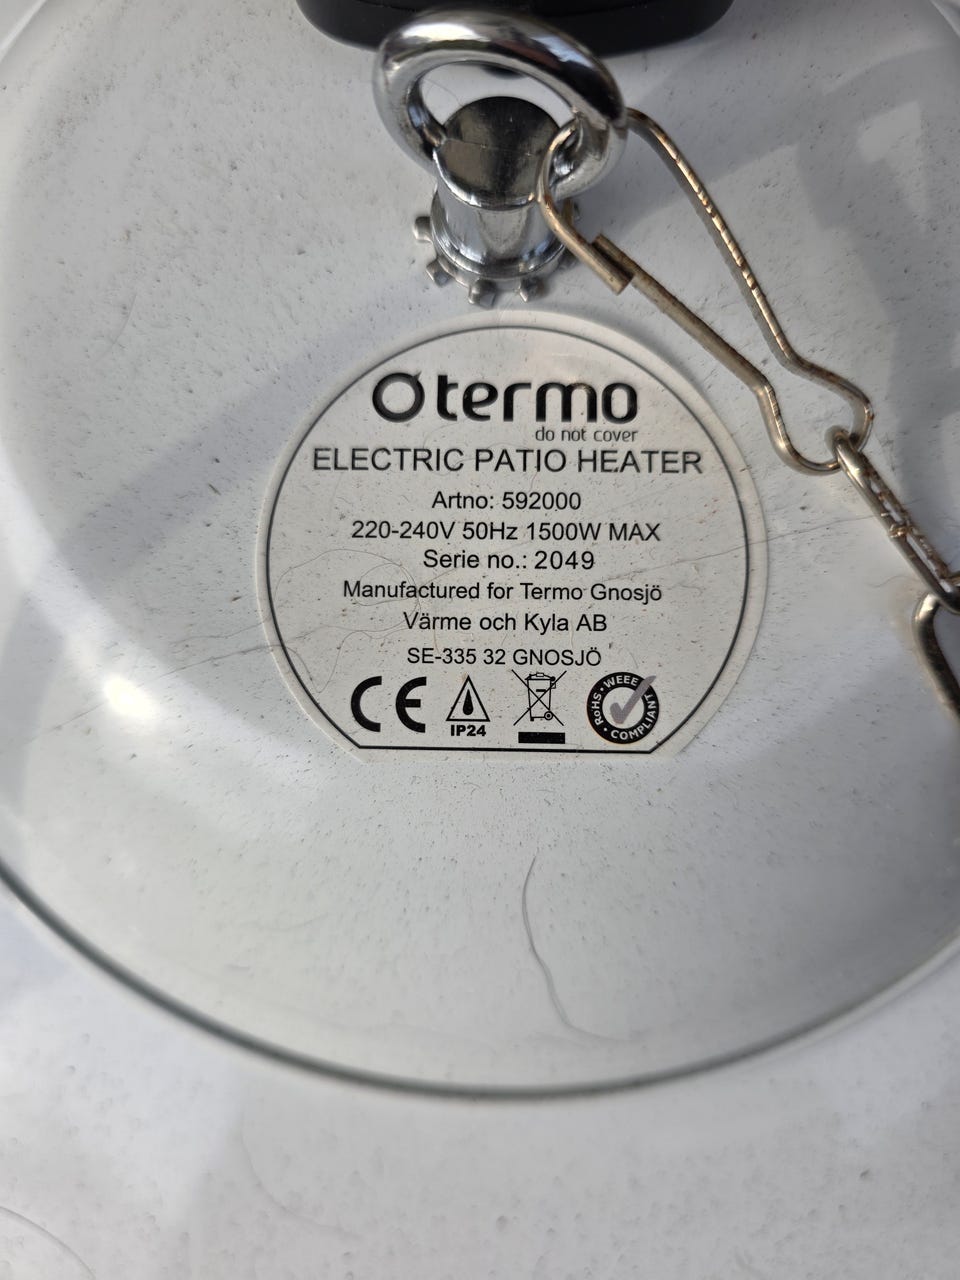 termo
do not cover
ELECTRIC PATIO HEATER
Artno: 592000
220-240V 50Hz 1500W MAX
Serie no.: 2049
Manufactured for Termo Gnosjö
Värme och Kyla AB
SE-335 32 GNOSJÖ
CE
IP24
RoHS • WEEE • COMPLIANT